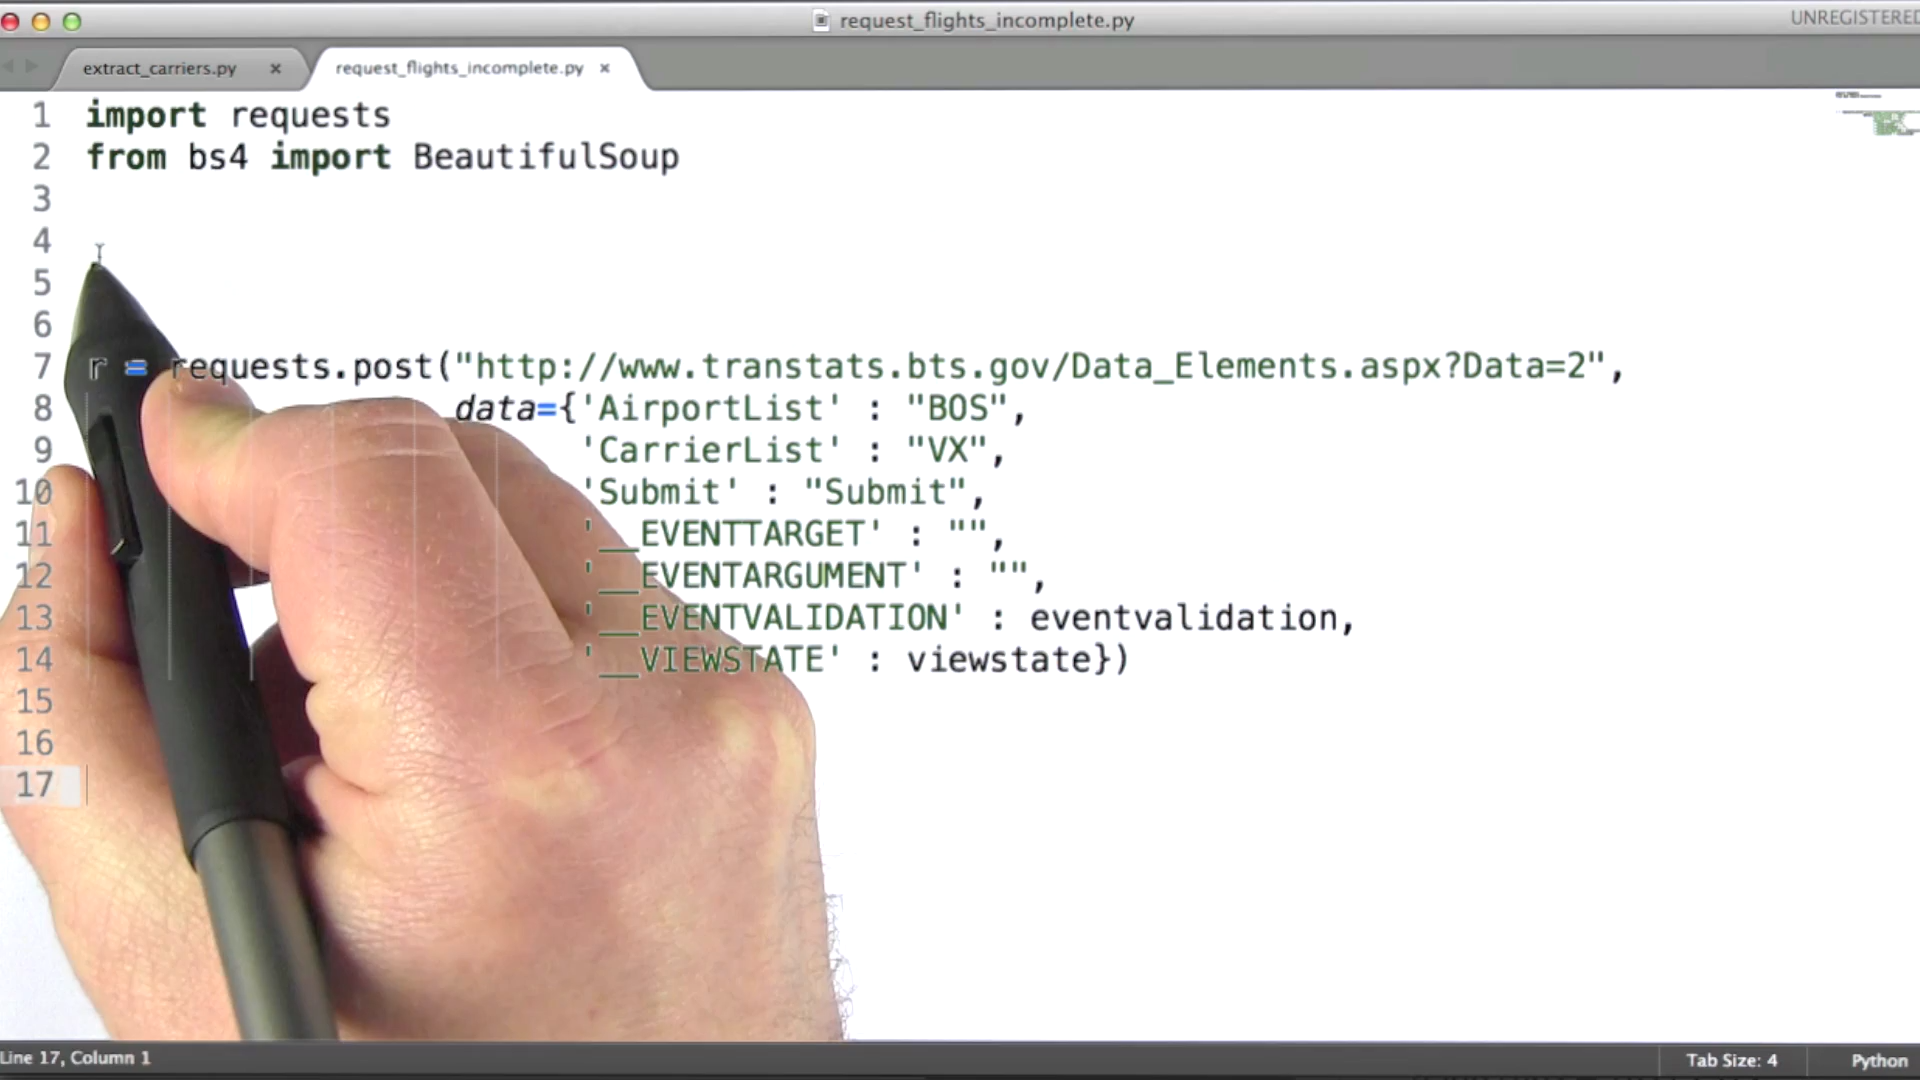 request_flights_incomplete.py
UNREGISTERED
extract_carriers.py ×
request_flights_incomplete.py ×
1 import requests
2 from bs4 import BeautifulSoup
3
4
5
6
7 r = requests.post("http://www.transtats.bts.gov/Data_Elements.aspx?Data=2",
8 data={'AirportList' : "BOS",
9 'CarrierList' : "VX",
10 'Submit' : "Submit",
11 '__EVENTTARGET' : "",
12 '__EVENTARGUMENT' : "",
13 '__EVENTVALIDATION' : eventvalidation,
14 '__VIEWSTATE' : viewstate})
15
16
17
Line 17, Column 1
Tab Size: 4
Python